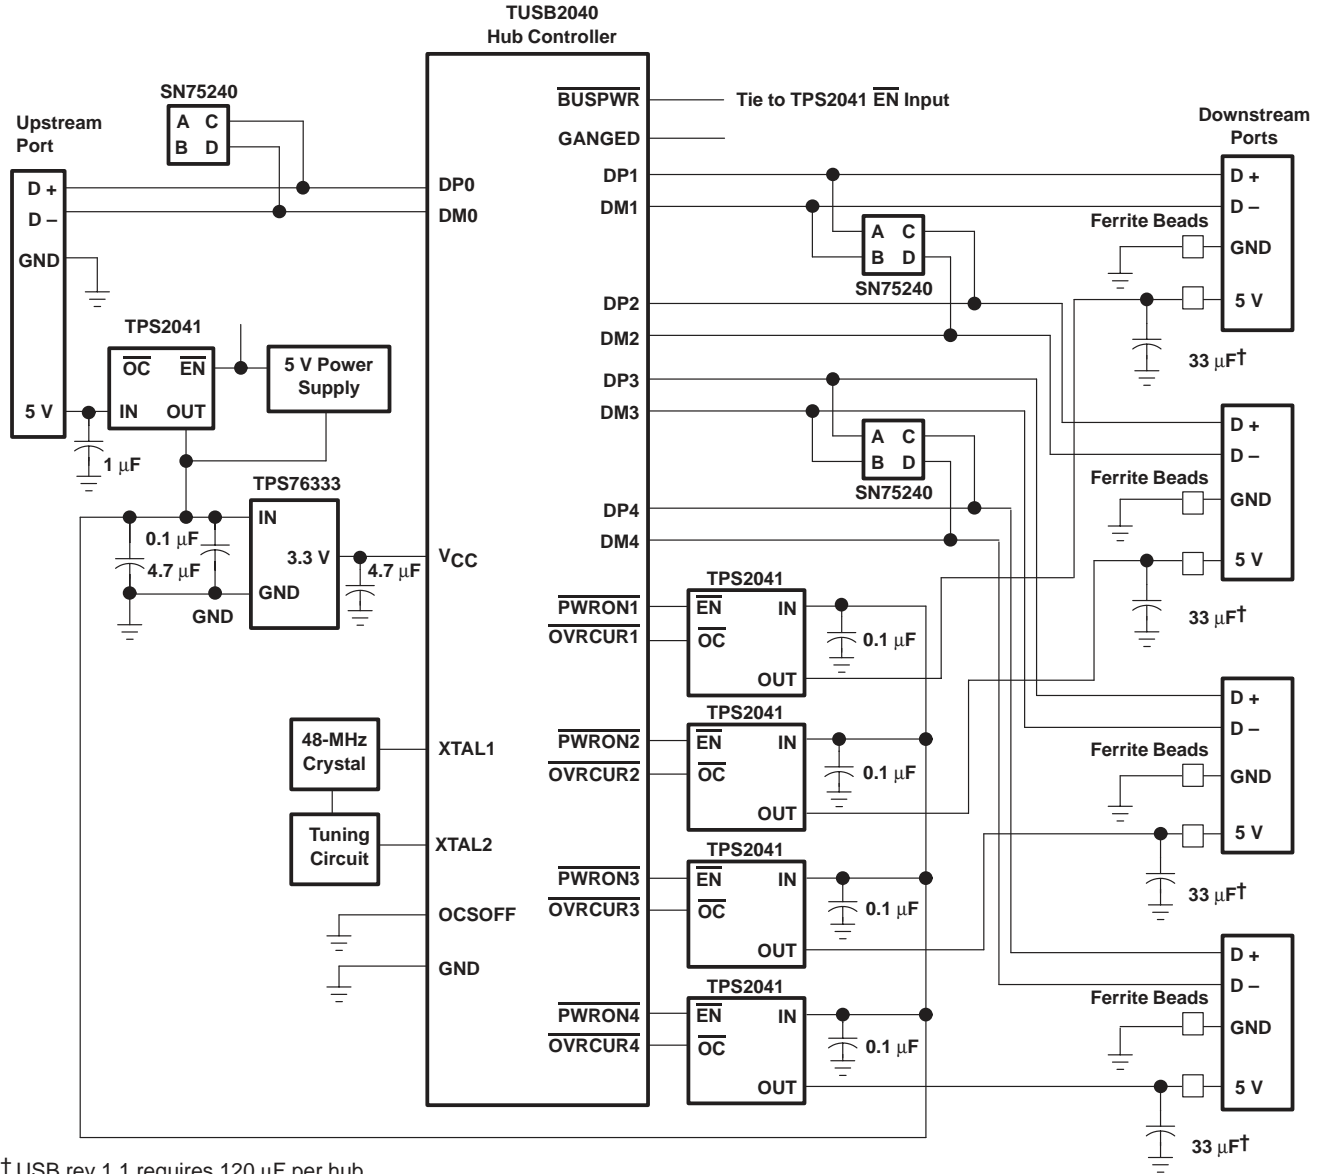 TUSB2040
Hub Controller
SN75240
A C
B D
Upstream
Port
D +
D –
GND
5 V
BUSPWR
Tie to TPS2041 EN Input
GANGED
DP0
DM0
DP1
DM1
Downstream
Ports
D +
D –
Ferrite Beads
GND
5 V
33 µF†
A C
B D
SN75240
DP2
DM2
TPS2041
OC EN
IN OUT
5 V Power
Supply
1 µF
DP3
DM3
A C
B D
SN75240
DP4
DM4
D +
D –
Ferrite Beads
GND
5 V
33 µF†
TPS76333
IN
0.1 µF
4.7 µF
3.3 V
4.7 µF
GND
GND
VCC
TPS2041
PWRON1
EN IN
OVRCUR1
OC
0.1 µF
OUT
TPS2041
PWRON2
EN IN
OVRCUR2
OC
0.1 µF
OUT
D +
D –
Ferrite Beads
GND
5 V
33 µF†
48-MHz
Crystal
XTAL1
Tuning
Circuit
XTAL2
TPS2041
PWRON3
EN IN
OVRCUR3
OC
0.1 µF
OUT
OCSOFF
GND
TPS2041
PWRON4
EN IN
OVRCUR4
OC
0.1 µF
OUT
D +
D –
Ferrite Beads
GND
5 V
33 µF†
† USB rev 1.1 requires 120 µF per hub